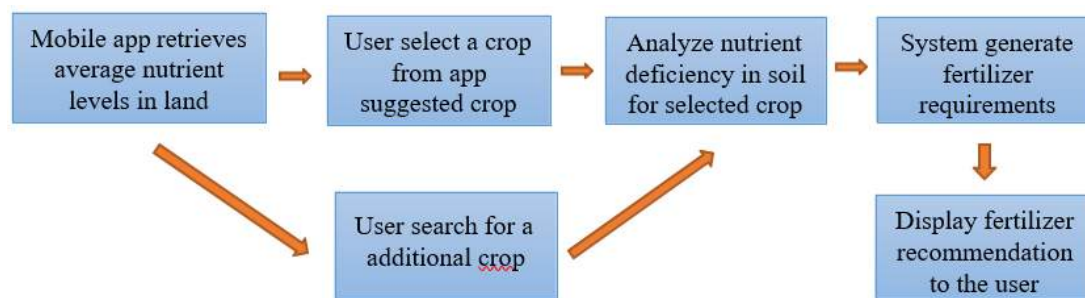 Mobile app retrieves
average nutrient
levels in land
User select a crop
from app
suggested crop
Analyze nutrient
deficiency in soil
for selected crop
System generate
fertilizer
requirements
User search for a
additional crop
Display fertilizer
recommendation
to the user